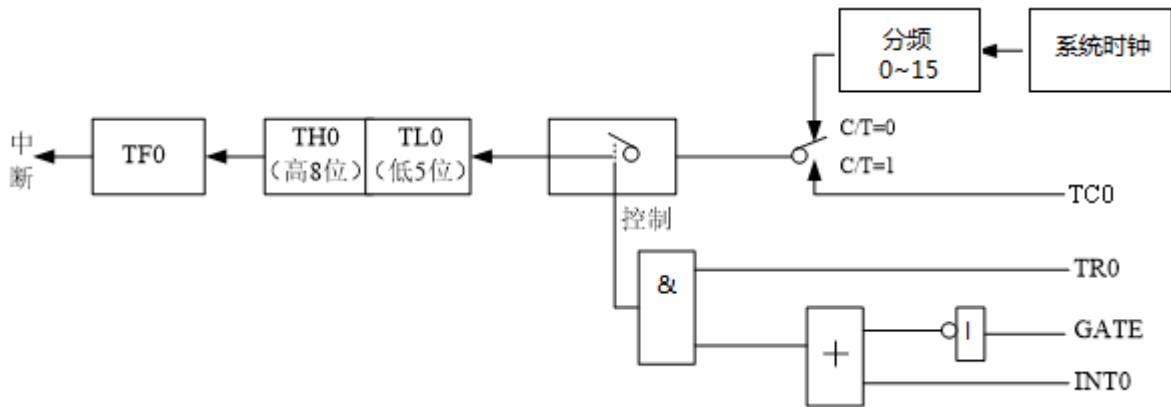 分频
0~15
系统时钟
C/T=0
C/T=1
中
断
TF0
TH0
（高8位）
TL0
（低5位）
TC0
控制
&
TR0
+
1
GATE
INT0